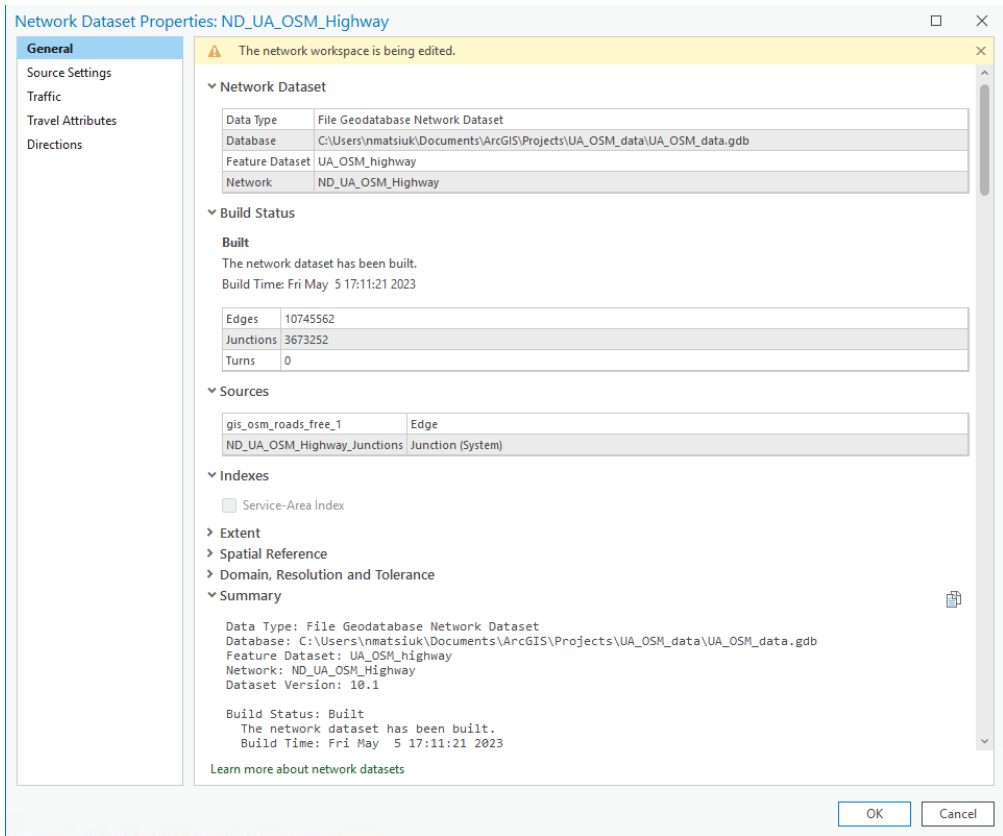 Network Dataset Properties: ND_UA_OSM_Highway
General
Source Settings
Traffic
Travel Attributes
Directions
The network workspace is being edited.
Network Dataset
Data Type File Geodatabase Network Dataset
Database C:\Users\nmatsiuk\Documents\ArcGIS\Projects\UA_OSM_data\UA_OSM_data.gdb
Feature Dataset UA_OSM_highway
Network ND_UA_OSM_Highway
Build Status
Built
The network dataset has been built.
Build Time: Fri May  5 17:11:21 2023
Edges 10745562
Junctions 3673252
Turns 0
Sources
gis_osm_roads_free_1 Edge
ND_UA_OSM_Highway_Junctions Junction (System)
Indexes
Service-Area Index
Extent
Spatial Reference
Domain, Resolution and Tolerance
Summary
Data Type: File Geodatabase Network Dataset
Database: C:\Users\nmatsiuk\Documents\ArcGIS\Projects\UA_OSM_data\UA_OSM_data.gdb
Feature Dataset: UA_OSM_highway
Network: ND_UA_OSM_Highway
Dataset Version: 10.1
Build Status: Built
The network dataset has been built.
Build Time: Fri May  5 17:11:21 2023
Learn more about network datasets
OK
Cancel